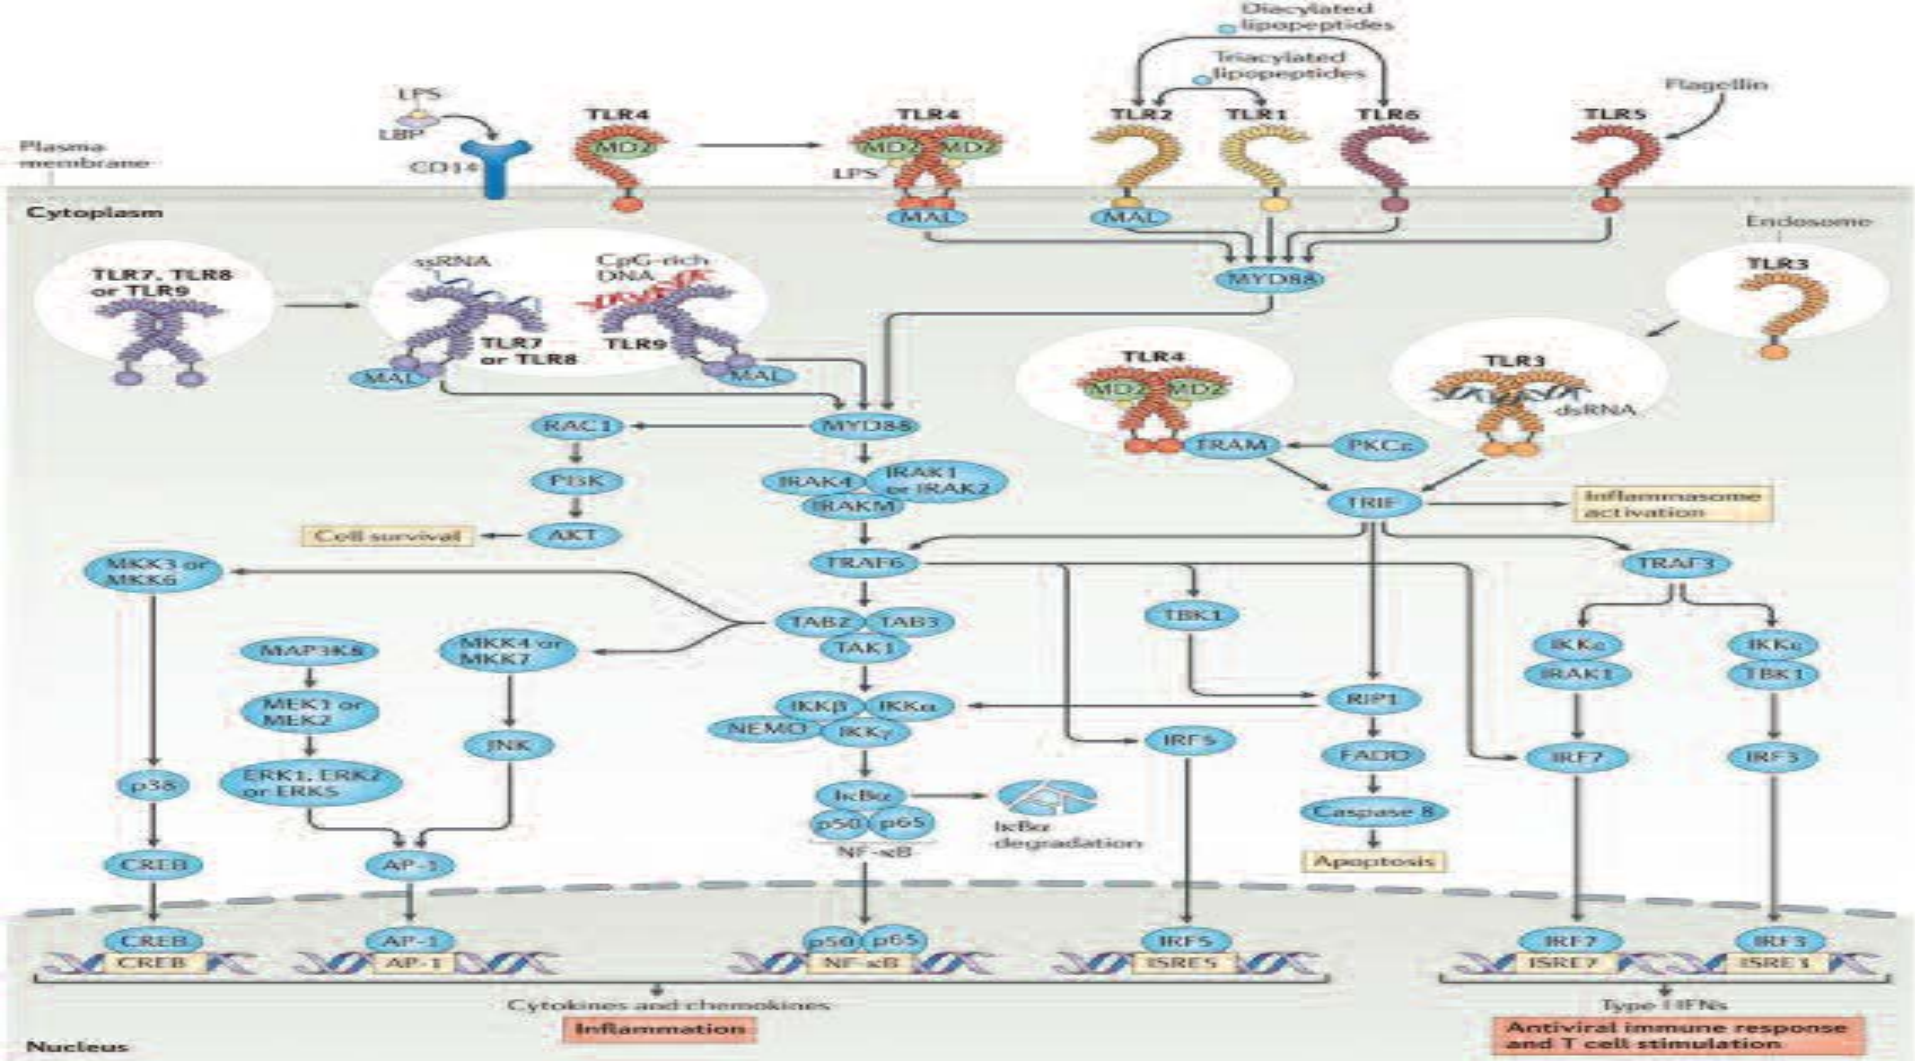 Diacylated
lipopeptides
Triacylated
lipopeptides
Flagellin
LPS
LBP
CD14
TLR4
MD2
TLR4
MD2 MD2
LPS
MAL
TLR2
TLR1
TLR6
TLR5
MAL
Plasma
membrane
Cytoplasm
Endosome
TLR7, TLR8
or TLR9
ssRNA
CpG-rich
DNA
TLR7
or TLR8
TLR9
MAL
MAL
MYD88
TLR3
TLR4
MD2 MD2
TLR3
dsRNA
RAC1
MYD88
TRAM
PKCε
PI3K
IRAK4
IRAK1
or IRAK2
IRAKM
TRIF
Inflammasome
activation
Cell survival
AKT
MKK3 or
MKK6
TRAF6
TRAF3
TAB2
TAB3
TAK1
TBK1
MAP3K8
MKK4 or
MKK7
IKKε
IRAK1
IKKε
TBK1
MEK1 or
MEK2
IKKβ
IKKα
NEMO
IKKγ
RIP1
JNK
IRF5
FADD
IRF7
IRF3
p38
ERK1, ERK2
or ERK5
IκBα
p50
p65
NF-κB
IκBα
degradation
Caspase 8
Apoptosis
CREB
AP-1
CREB
CREB
AP-1
AP-1
p50
p65
NF-κB
IRF5
ISRE5
IRF7
ISRE7
IRF3
ISRE3
Cytokines and chemokines
Inflammation
Type I IFNs
Antiviral immune response
and T cell stimulation
Nucleus